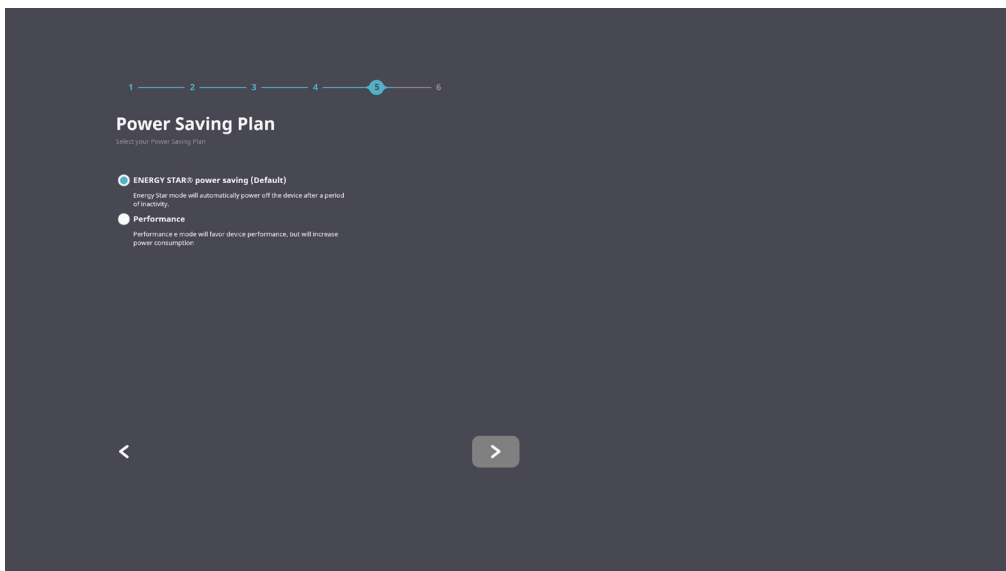 1 2 3 4 5 6
Power Saving Plan
Select your Power Saving Plan
ENERGY STAR® power saving (Default)
Energy Star mode will automatically power off the device after a period
of inactivity.
Performance
Performance e mode will favor device performance, but will increase
power consumption